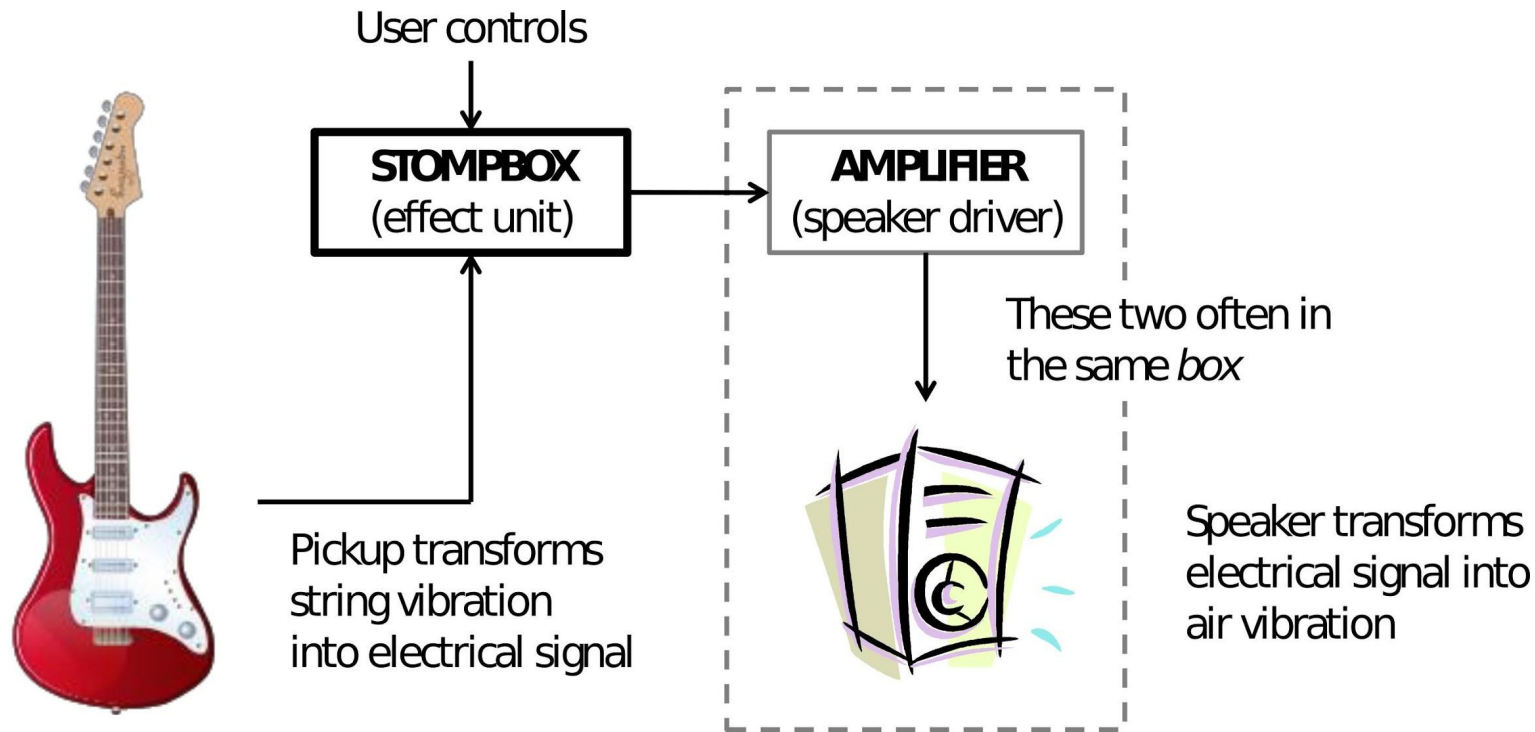 User controls
STOMPBOX
(effect unit)
AMPLIFIER
(speaker driver)
These two often in
the same box
Pickup transforms
string vibration
into electrical signal
Speaker transforms
electrical signal into
air vibration